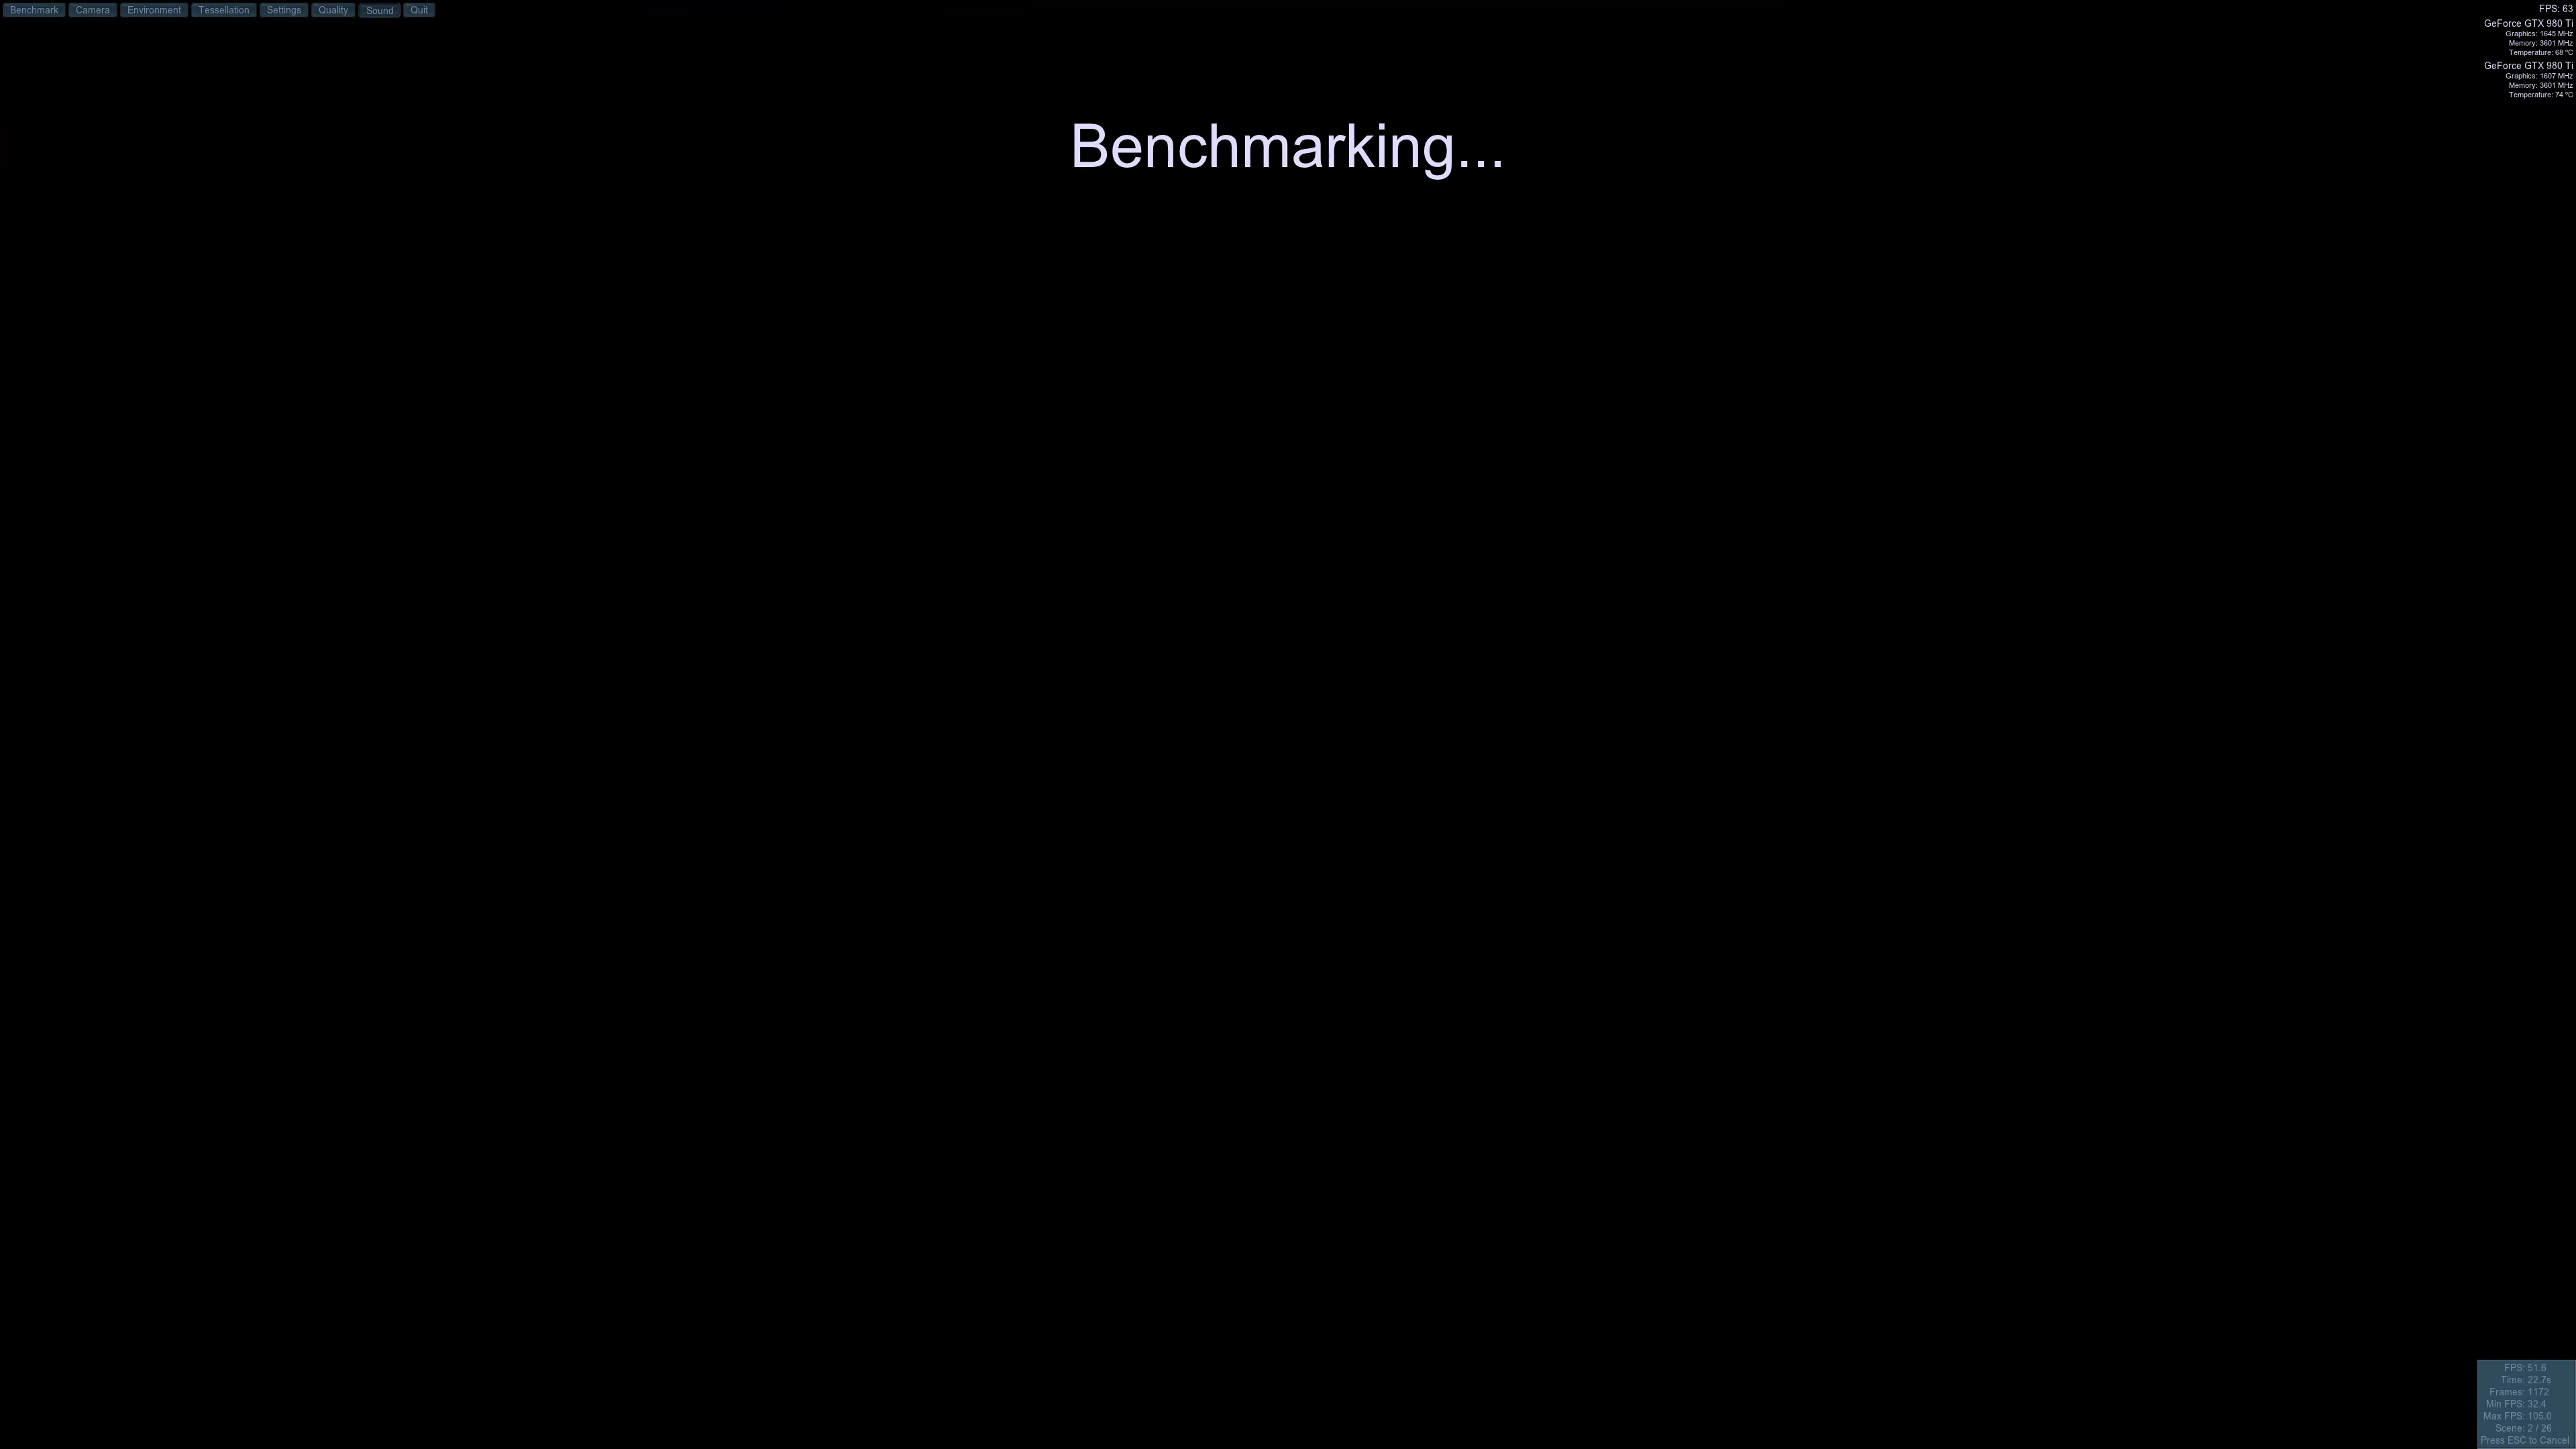 Benchmark Camera Environment Tessellation Settings Quality Sound Quit
FPS: 63
GeForce GTX 980 Ti
Graphics: 1645 MHz
Memory: 3601 MHz
Temperature: 68 °C
GeForce GTX 980 Ti
Graphics: 1607 MHz
Memory: 3601 MHz
Temperature: 74 °C
Benchmarking...
FPS: 51.6
Time: 22.7s
Frames: 1172
Min FPS: 32.4
Max FPS: 105.0
Scene: 2 / 26
Press ESC to Cancel